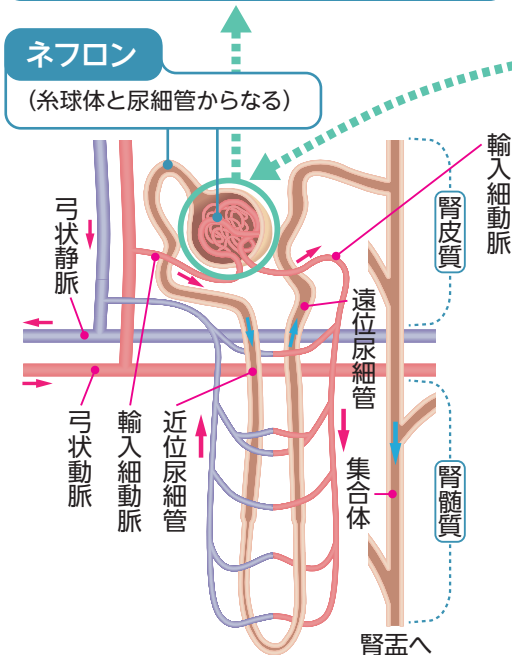 ネフロン
(糸球体と尿細管からなる)
輸入細動脈
腎皮質
弓状静脈
遠位尿細管
弓状動脈
輸入細動脈
近位尿細管
集合体
腎髄質
腎盂へ